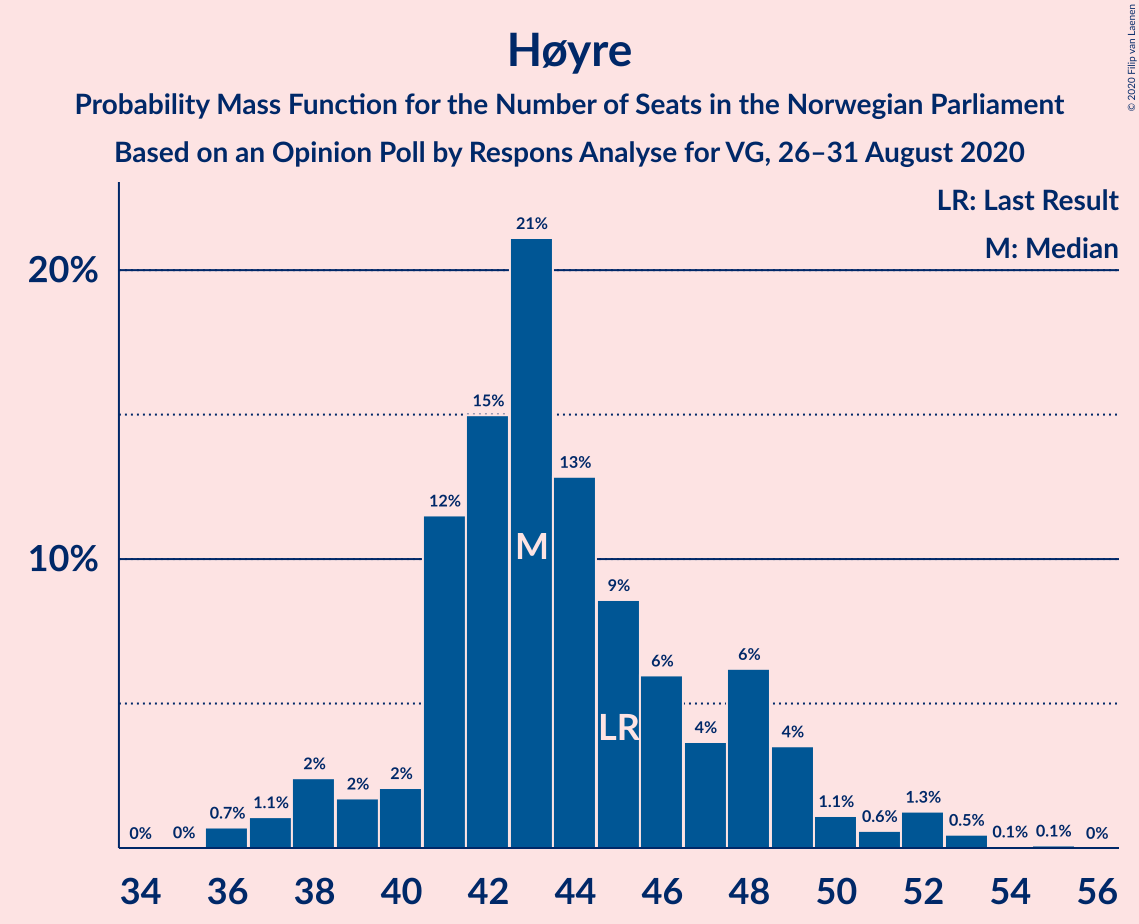 Høyre
Probability Mass Function for the Number of Seats in the Norwegian Parliament
Based on an Opinion Poll by Respons Analyse for VG, 26–31 August 2020
© 2020 Filip van Laenen
LR: Last Result
M: Median
20%
10%
0%
0%
0.7%
1.1%
2%
2%
2%
12%
15%
21%
13%
9%
6%
4%
6%
4%
1.1%
0.6%
1.3%
0.5%
0.1%
0.1%
0%
M
LR
34 36 38 40 42 44 46 48 50 52 54 56